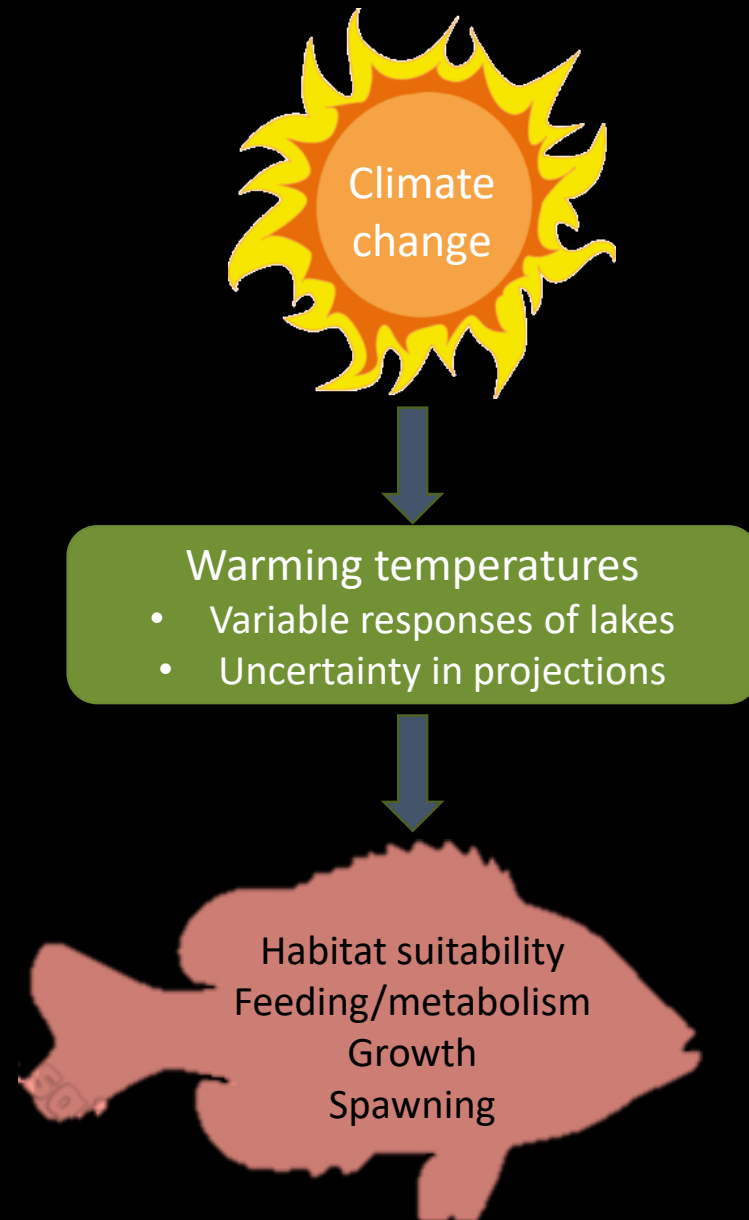 Climate
change
Warming temperatures
• Variable responses of lakes
• Uncertainty in projections
Habitat suitability
Feeding/metabolism
Growth
Spawning